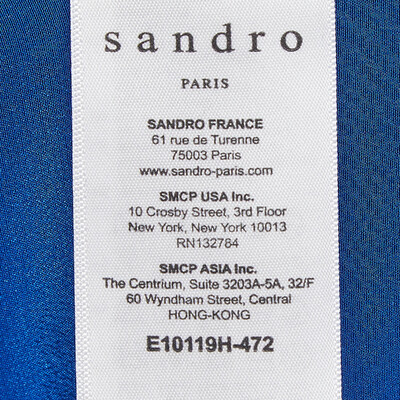 sandro
PARIS
SANDRO FRANCE
61 rue de Turenne
75003 Paris
www.sandro-paris.com
SMCP USA Inc.
10 Crosby Street, 3rd Floor
New York, New York 10013
RN132784
SMCP ASIA Inc.
The Centrium, Suite 3203A-5A, 32/F
60 Wyndham Street, Central
HONG-KONG
E10119H-472